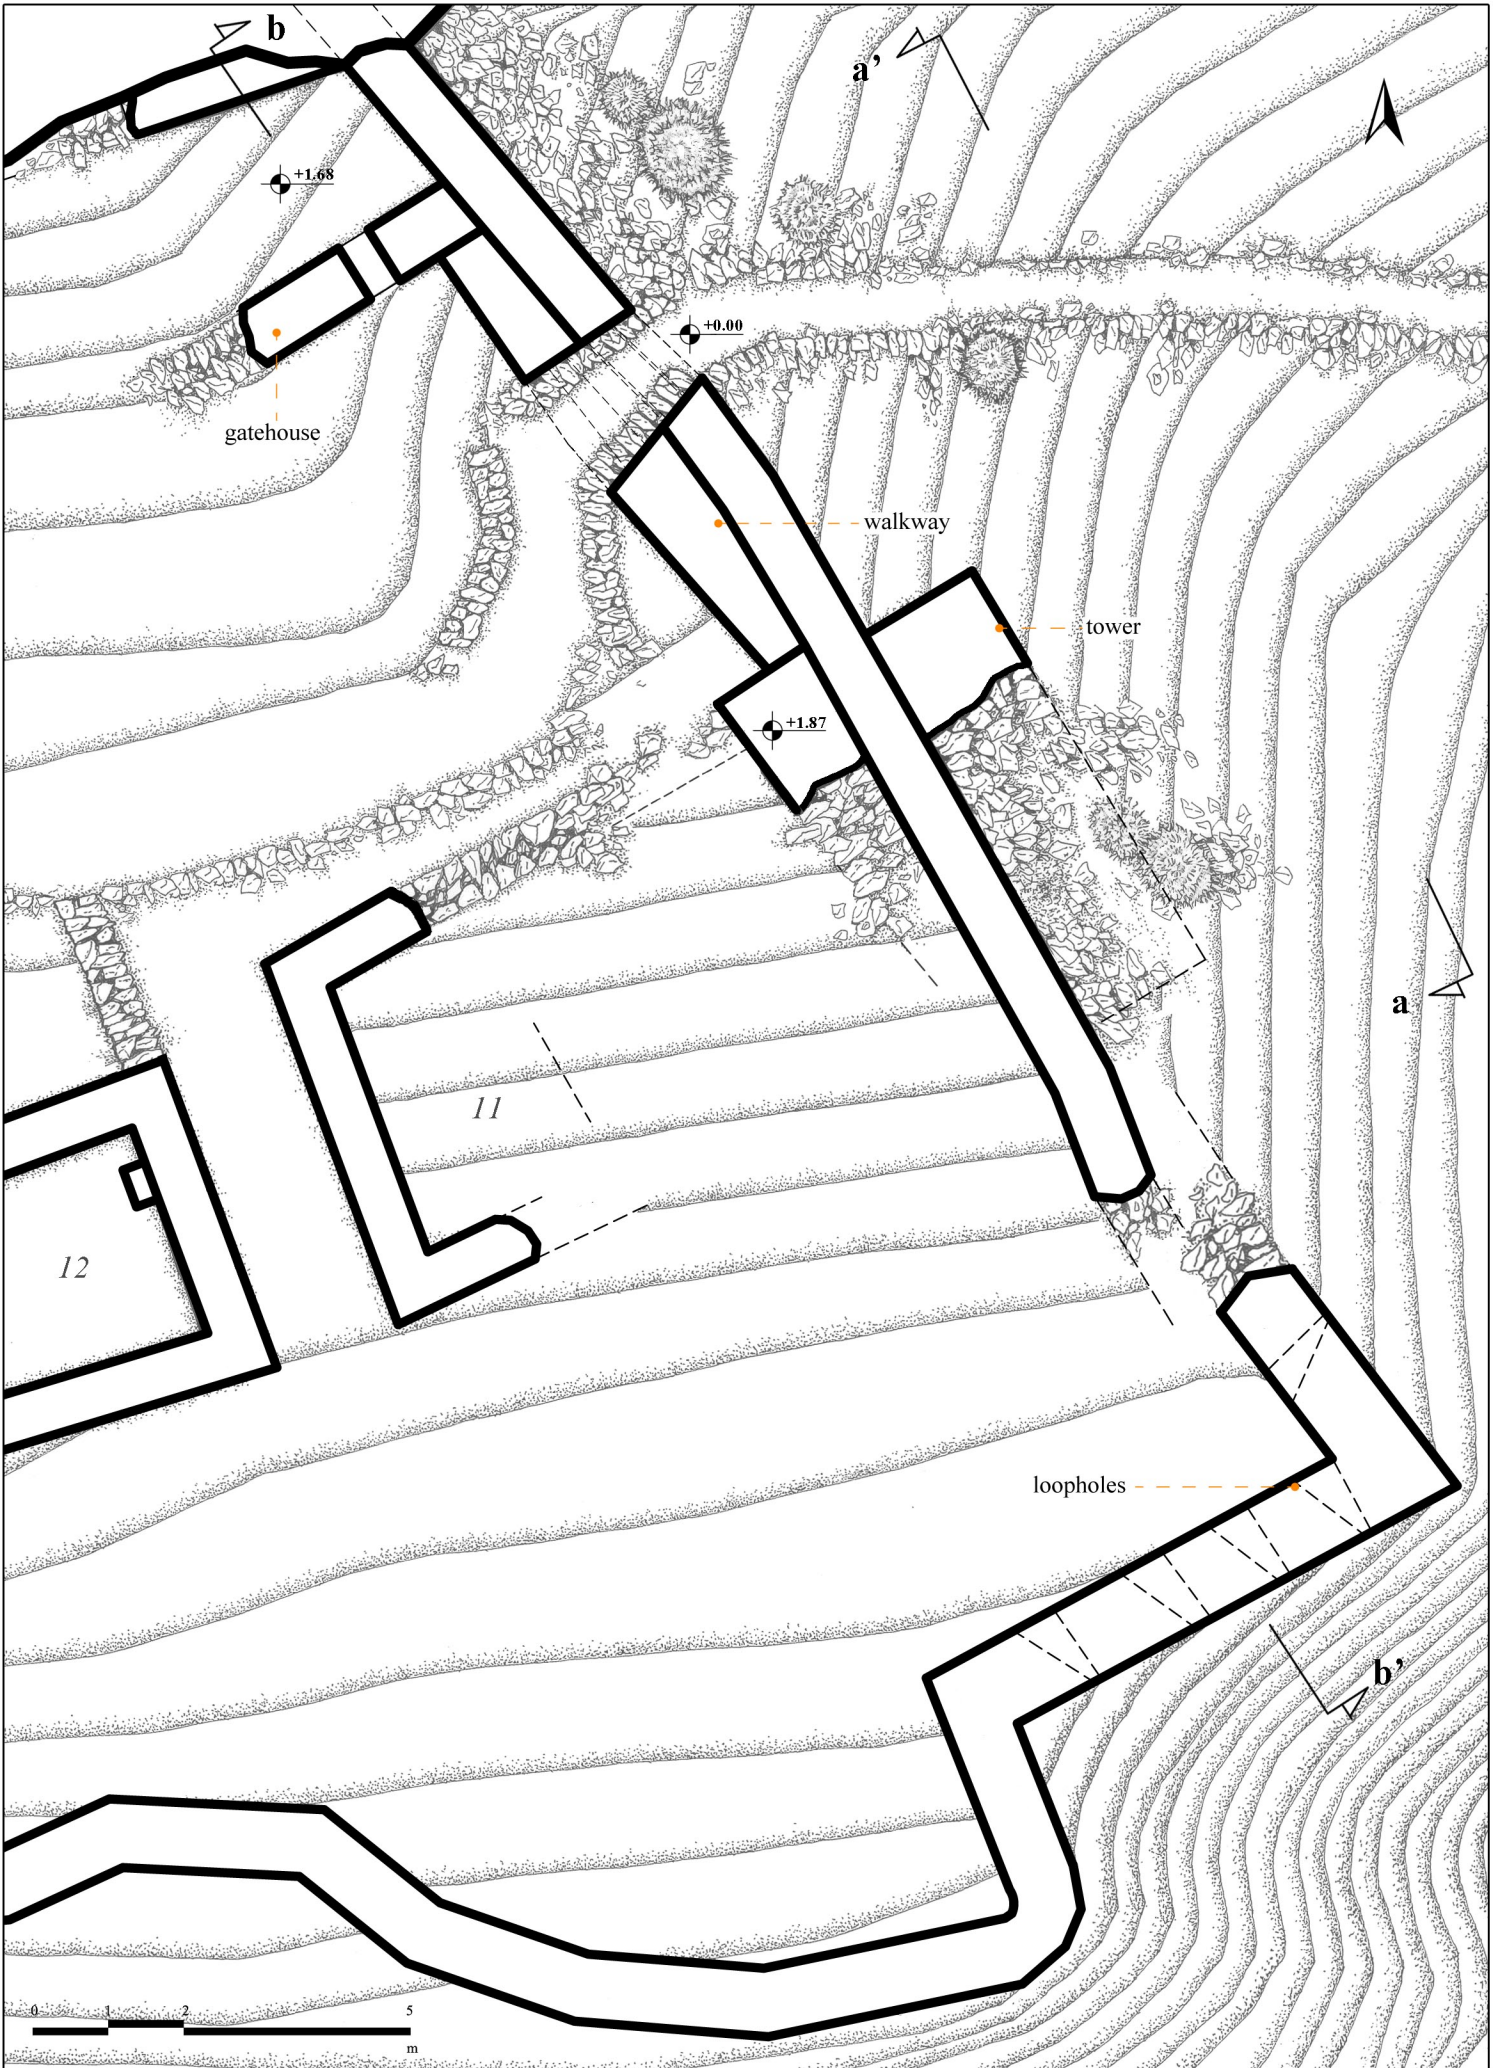 b
a’
+1.68
+0.00
gatehouse
walkway
tower
+1.87
a
11
12
loopholes
b’
0 1 2 5
m